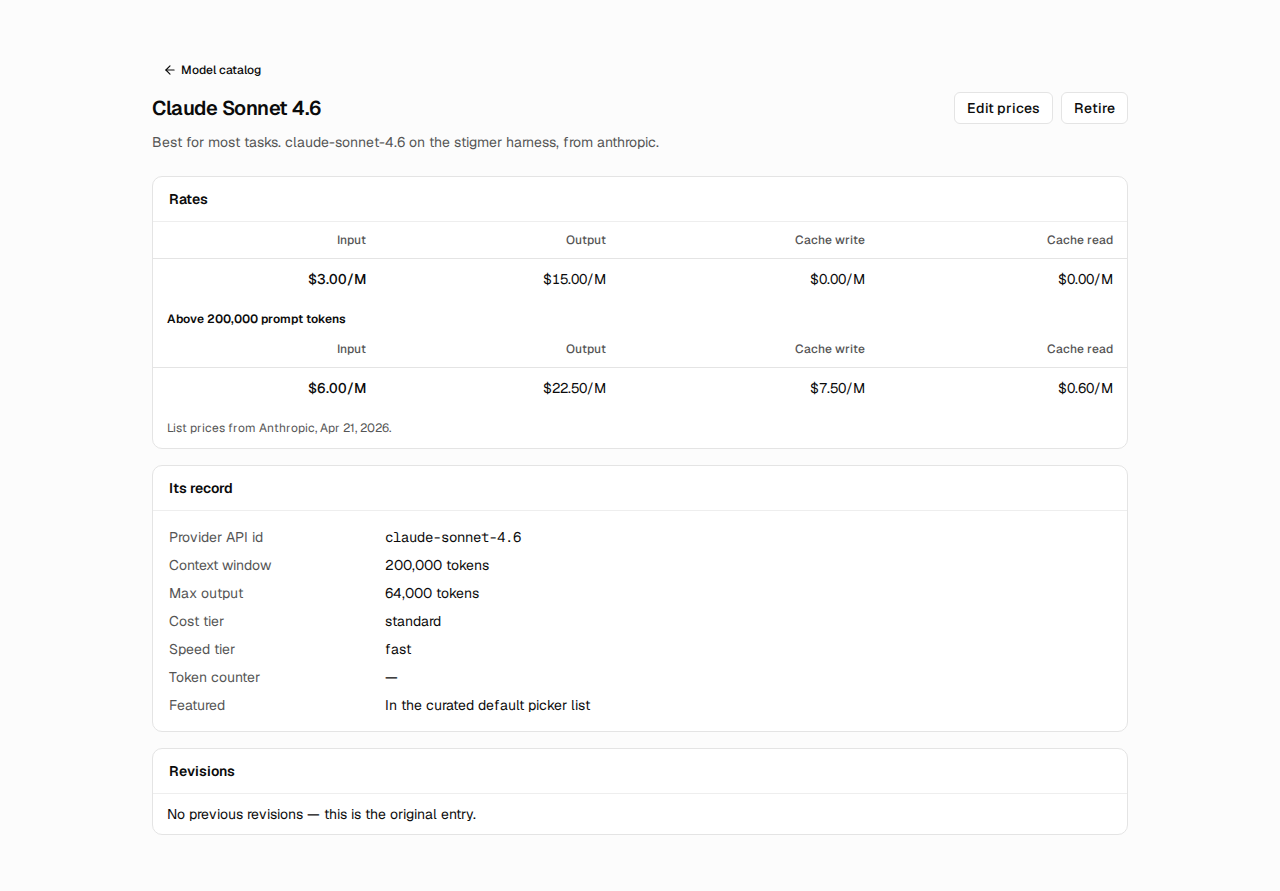 ← Model catalog
Claude Sonnet 4.6
Edit prices
Retire
Best for most tasks. claude-sonnet-4.6 on the stigmer harness, from anthropic.
Rates
Input Output Cache write Cache read
$3.00/M $15.00/M $0.00/M $0.00/M
Above 200,000 prompt tokens
Input Output Cache write Cache read
$6.00/M $22.50/M $7.50/M $0.60/M
List prices from Anthropic, Apr 21, 2026.
Its record
Provider API id claude-sonnet-4.6
Context window 200,000 tokens
Max output 64,000 tokens
Cost tier standard
Speed tier fast
Token counter —
Featured In the curated default picker list
Revisions
No previous revisions — this is the original entry.